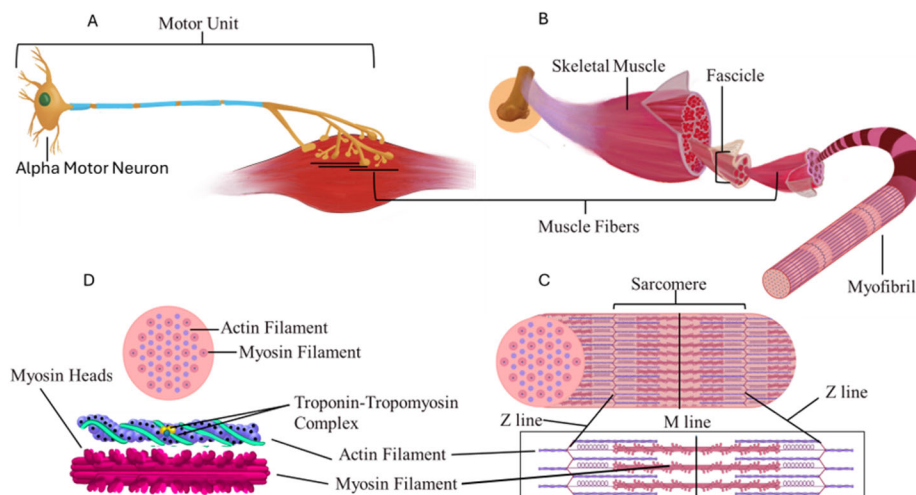 A
Motor Unit
Alpha Motor Neuron
B
Skeletal Muscle
Fascicle
Muscle Fibers
Myofibril
D
Actin Filament
Myosin Filament
Myosin Heads
Troponin-Tropomyosin
Complex
Actin Filament
Myosin Filament
C
Sarcomere
Z line
M line
Z line